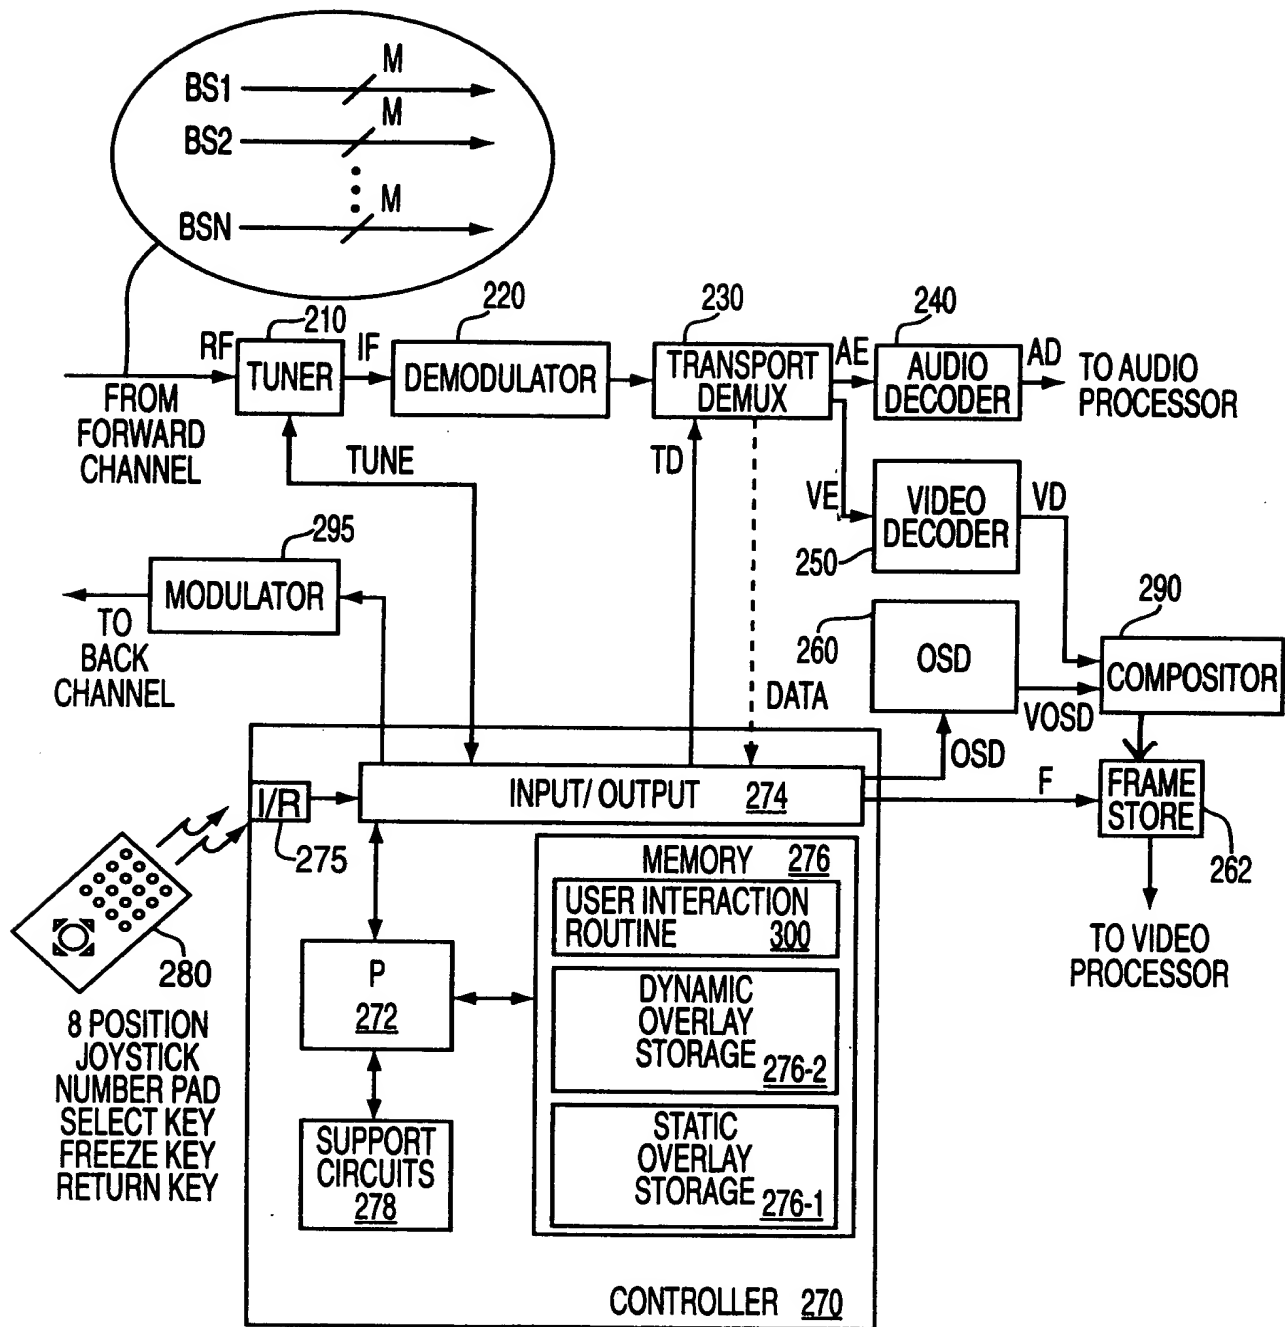 M
BS1
M
BS2
M
BSN
210
220
230
240
RF
TUNER
IF
DEMODULATOR
TRANSPORT
DEMUX
AE
AUDIO
DECODER
AD
TO AUDIO
PROCESSOR
FROM
FORWARD
CHANNEL
TUNE
TD
VE
VIDEO
DECODER
250
VD
295
MODULATOR
TO
BACK
CHANNEL
260
OSD
290
COMPOSITOR
DATA
VOSD
OSD
I/R
275
INPUT/OUTPUT 274
F
FRAME
STORE
262
TO VIDEO
PROCESSOR
280
8 POSITION
JOYSTICK
NUMBER PAD
SELECT KEY
FREEZE KEY
RETURN KEY
P
272
SUPPORT
CIRCUITS
278
MEMORY 276
USER INTERACTION
ROUTINE 300
DYNAMIC
OVERLAY
STORAGE
276-2
STATIC
OVERLAY
STORAGE
276-1
CONTROLLER 270